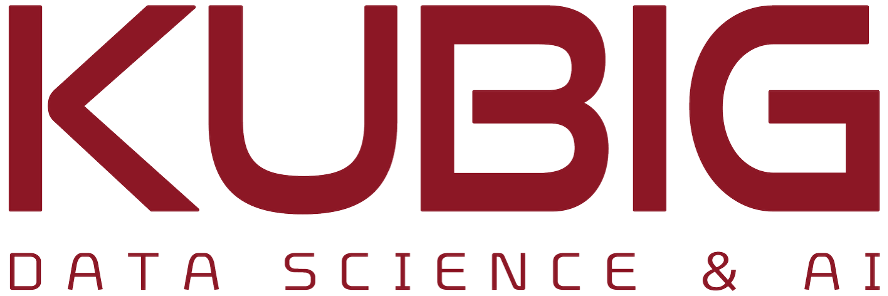 KUBIG
DATA SCIENCE & AI